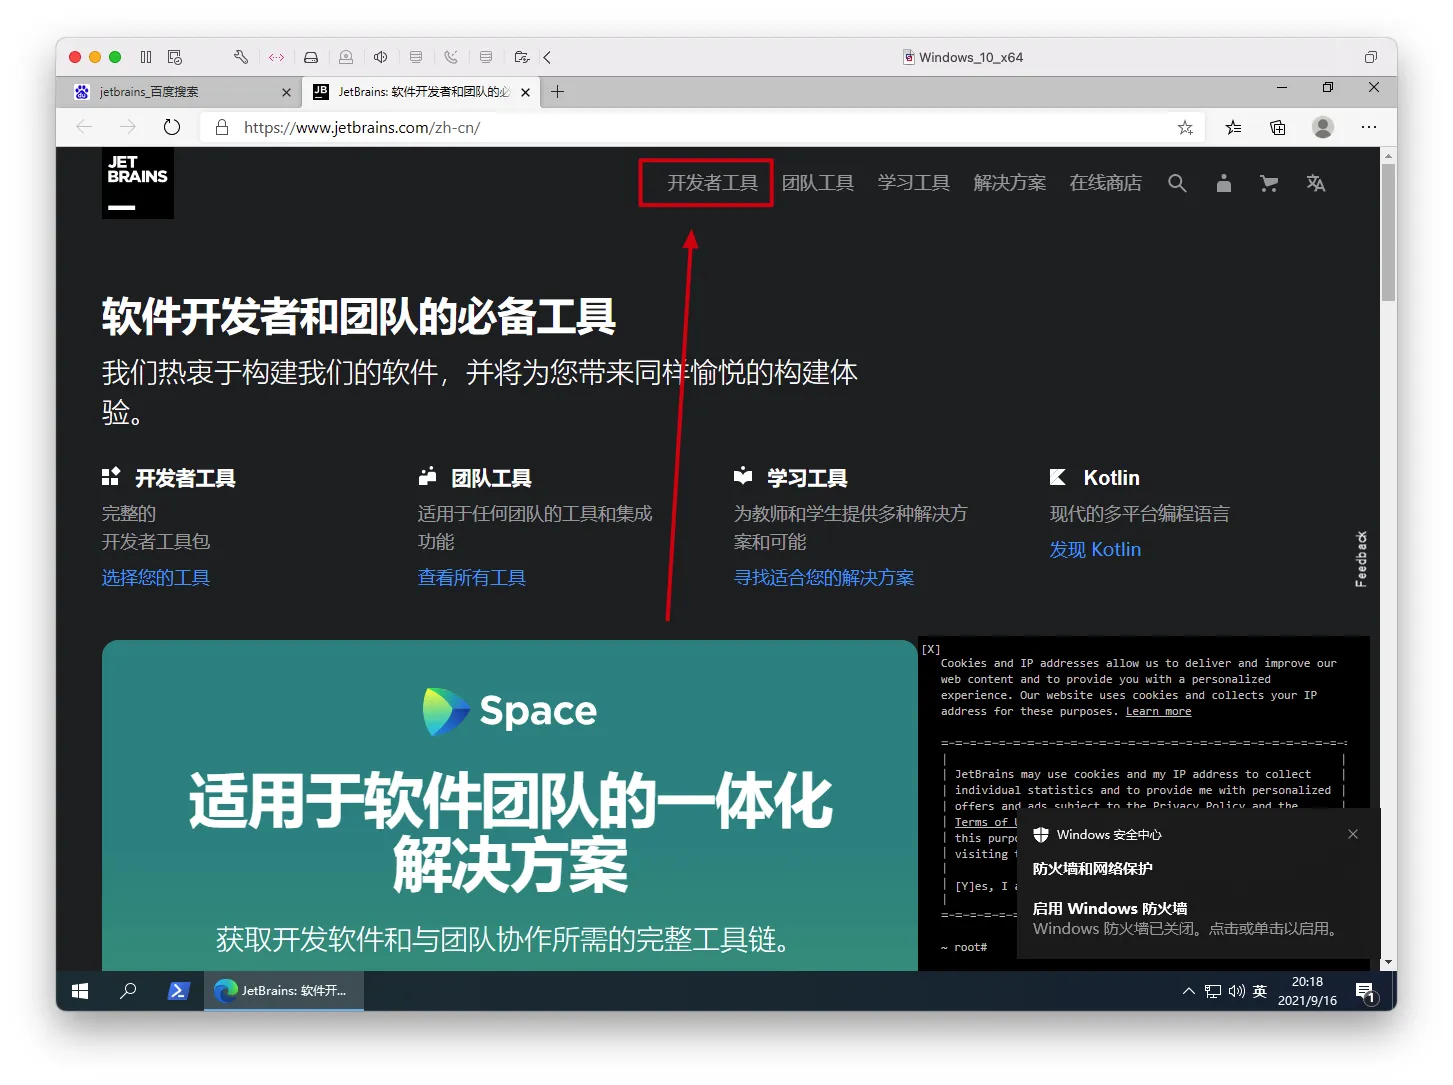 Windows_10_x64
jetbrains_百度搜索
JB
JetBrains: 软件开发者和团队的必
https://www.jetbrains.com/zh-cn/
JET
BRAINS
开发者工具 团队工具 学习工具 解决方案 在线商店
软件开发者和团队的必备工具
我们热衷于构建我们的软件，并将为您带来同样愉悦的构建体
验。
开发者工具
完整的
开发者工具包
选择您的工具
团队工具
适用于任何团队的工具和集成
功能
查看所有工具
学习工具
为教师和学生提供多种解决方
案和可能
寻找适合您的解决方案
Kotlin
现代的多平台编程语言
发现 Kotlin
Feedback
Space
适用于软件团队的一体化
解决方案
获取开发软件和与团队协作所需的完整工具链。
[X]
Cookies and IP addresses allow us to deliver and improve our
web content and to provide you with a personalized
experience. Our website uses cookies and collects your IP
address for these purposes. Learn more
JetBrains may use cookies and my IP address to collect
individual statistics and to provide me with personalized
offers and ads subject to the Privacy Policy and the
Terms of
this purp
visiting
[Y]es, I
~ root#
Windows 安全中心
防火墙和网络保护
启用 Windows 防火墙
Windows 防火墙已关闭。点击或单击以启用。
JetBrains: 软件开...
英
20:18
2021/9/16
1